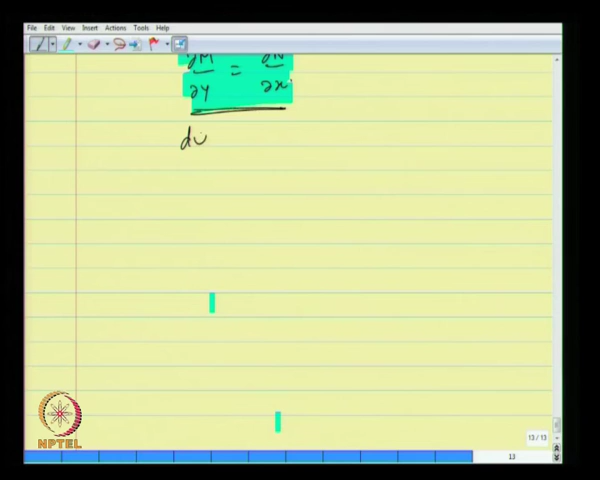 File Edit View Insert Actions Tools Help
∂M/∂y = ∂N/∂x
du
NPTEL
13 / 13
13